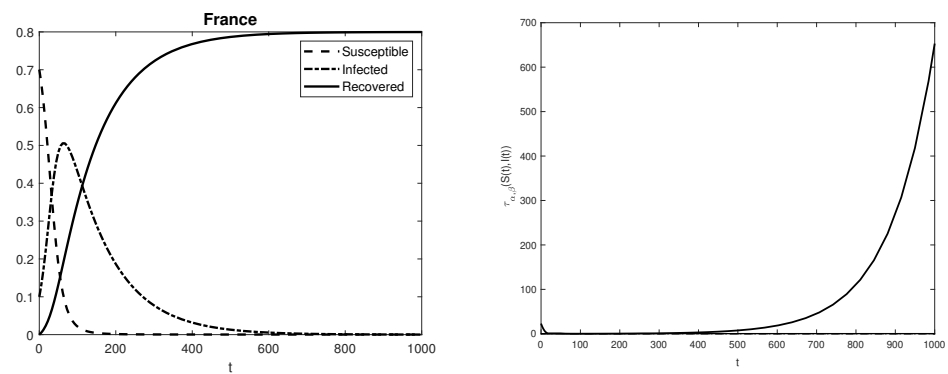 France
0.8
0.7
0.6
0.5
0.4
0.3
0.2
0.1
0
Susceptible
Infected
Recovered
0 200 400 600 800 1000
t
700
600
500
400
300
200
100
0
τα,β(S(t),I(t))
0 100 200 300 400 500 600 700 800 900 1000
t